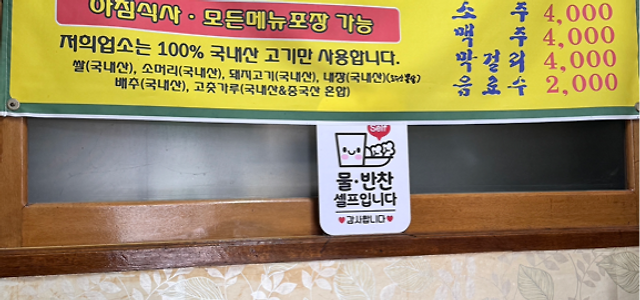 아침식사·모든메뉴포장 가능
저희업소는 100% 국내산 고기만 사용합니다.
쌀(국내산), 소머리(국내산), 돼지고기(국내산), 내장(국내산)
배추(국내산), 고춧가루(국내산&중국산 혼합)
소 주 4,000
맥 주 4,000
막걸리 4,000
음료수 2,000
Self
물·반찬
셀프입니다
감사합니다